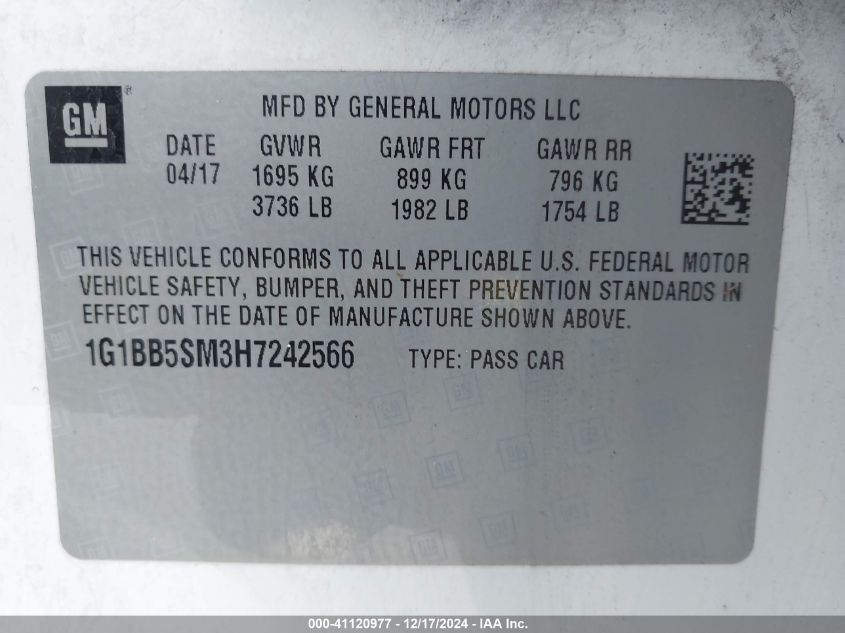 GM ®
MFD BY GENERAL MOTORS LLC
DATE GVWR GAWR FRT GAWR RR
04/17 1695 KG 899 KG 796 KG
3736 LB 1982 LB 1754 LB
THIS VEHICLE CONFORMS TO ALL APPLICABLE U.S. FEDERAL MOTOR
VEHICLE SAFETY, BUMPER, AND THEFT PREVENTION STANDARDS IN
EFFECT ON THE DATE OF MANUFACTURE SHOWN ABOVE.
1G1BB5SM3H7242566 TYPE: PASS CAR
000-41120977 - 12/17/2024 - IAA Inc.